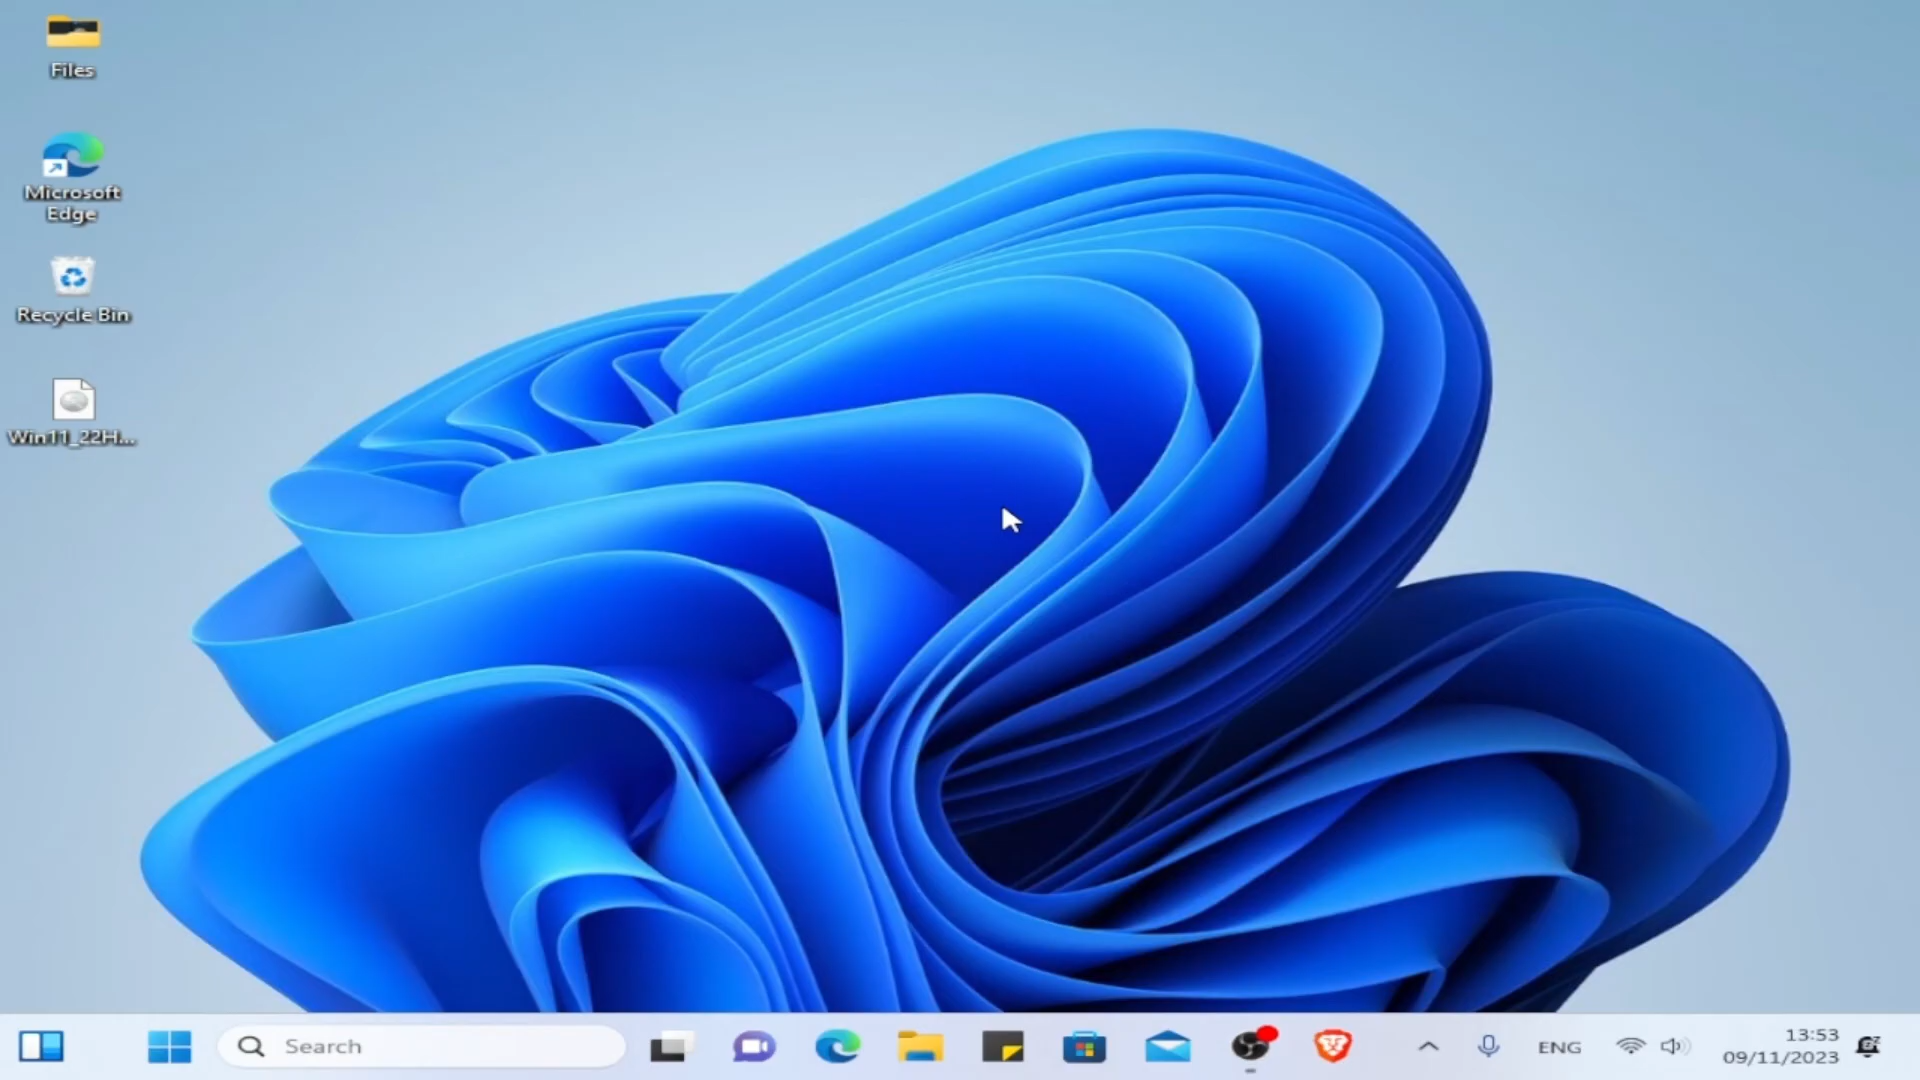 Files
Microsoft
Edge
Recycle Bin
Win11_22H...
Search
ENG
13:53
09/11/2023